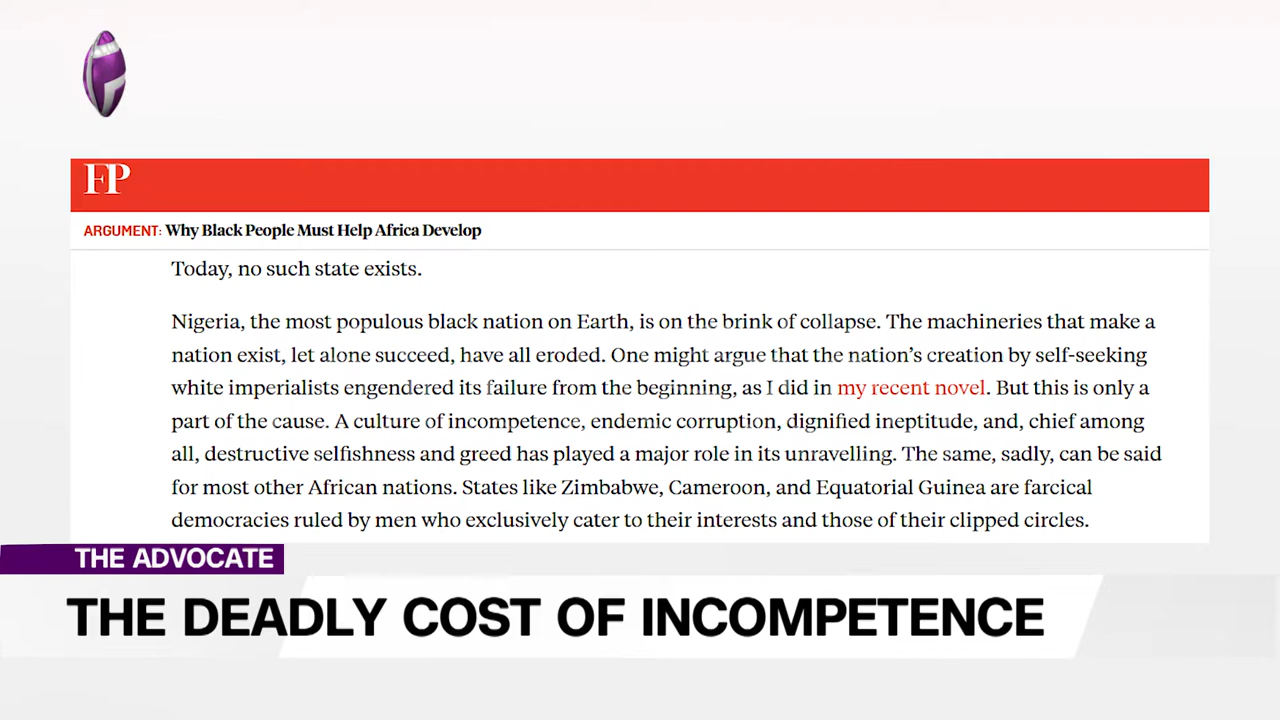 FP
ARGUMENT: Why Black People Must Help Africa Develop
Today, no such state exists.
Nigeria, the most populous black nation on Earth, is on the brink of collapse. The machineries that make a
nation exist, let alone succeed, have all eroded. One might argue that the nation’s creation by self-seeking
white imperialists engendered its failure from the beginning, as I did in my recent novel. But this is only a
part of the cause. A culture of incompetence, endemic corruption, dignified ineptitude, and, chief among
all, destructive selfishness and greed has played a major role in its unravelling. The same, sadly, can be said
for most other African nations. States like Zimbabwe, Cameroon, and Equatorial Guinea are farcical
democracies ruled by men who exclusively cater to their interests and those of their clipped circles.
THE ADVOCATE
THE DEADLY COST OF INCOMPETENCE